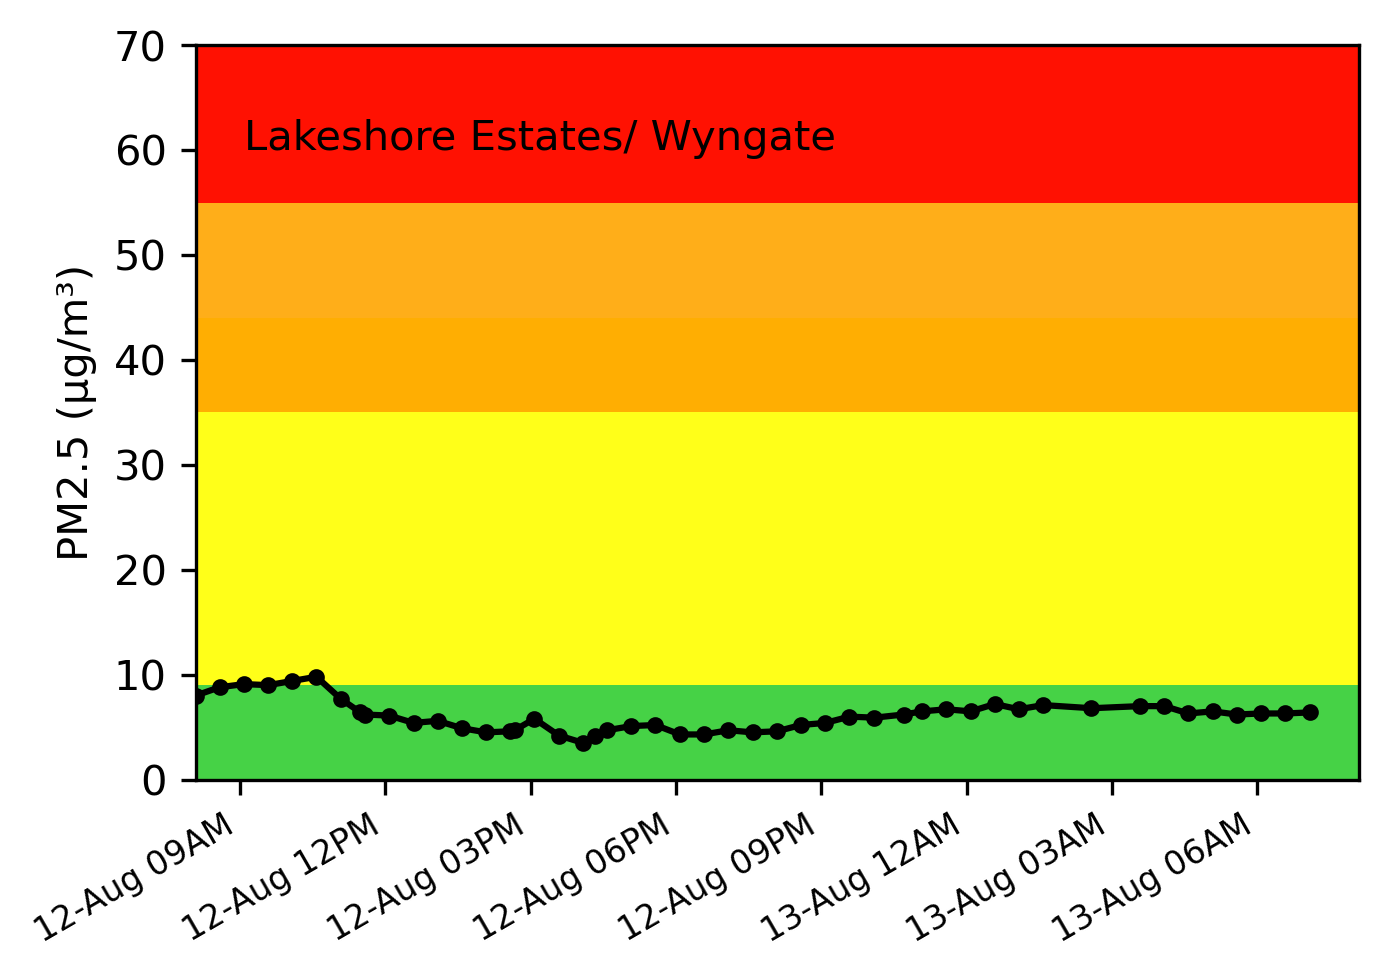 70
Lakeshore Estates/ Wyngate
60
50
40
30
20
10
0
PM2.5 (µg/m³)
12-Aug 09AM
12-Aug 12PM
12-Aug 03PM
12-Aug 06PM
12-Aug 09PM
13-Aug 12AM
13-Aug 03AM
13-Aug 06AM